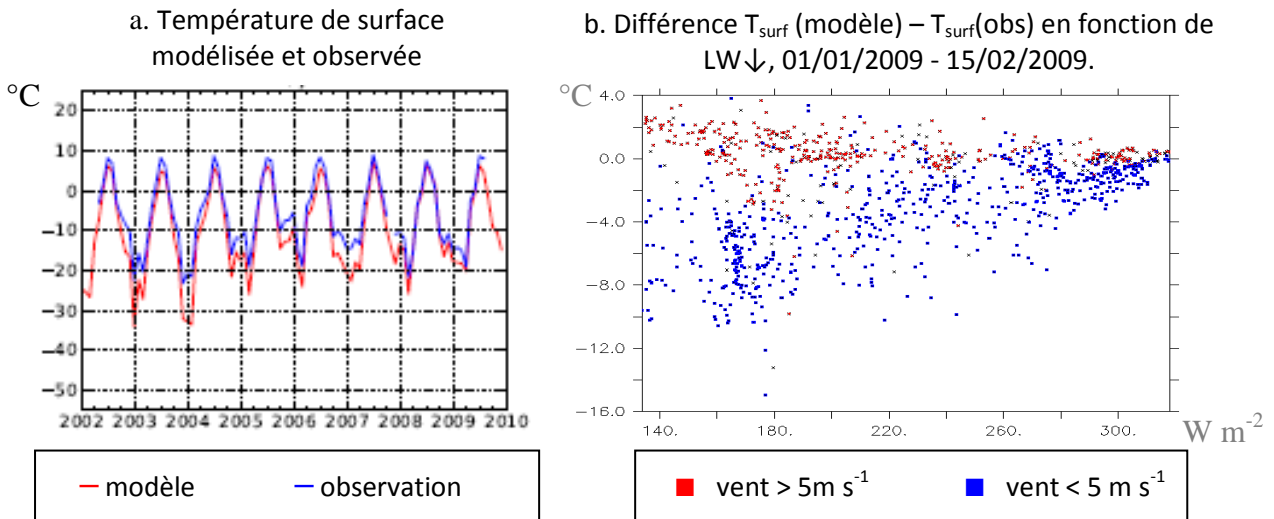 a. Température de surface
modélisée et observée
b. Différence Tsurf (modèle) – Tsurf(obs) en fonction de
LW↓, 01/01/2009 - 15/02/2009.
°C
20
10
0
−10
−20
−30
−40
−50
2002 2003 2004 2005 2006 2007 2008 2009 2010
°C
4.0
0.0
−4.0
−8.0
−12.0
−16.0
140. 180. 220. 260. 300. W m-2
modèle observation
vent > 5m s-1 vent < 5 m s-1